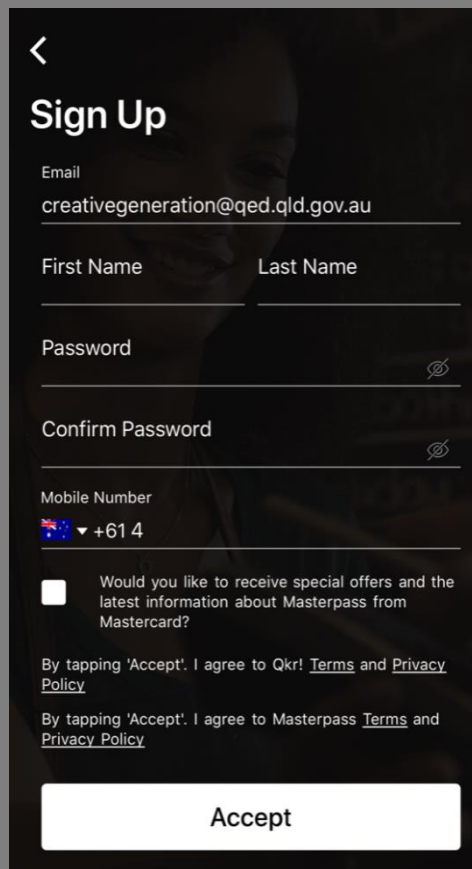 Sign Up
Email
creativegeneration@qed.qld.gov.au
First Name Last Name
Password
Confirm Password
Mobile Number
+61 4
Would you like to receive special offers and the
latest information about Masterpass from
Mastercard?
By tapping 'Accept'. I agree to Qkr! Terms and Privacy
Policy
By tapping 'Accept'. I agree to Masterpass Terms and
Privacy Policy
Accept